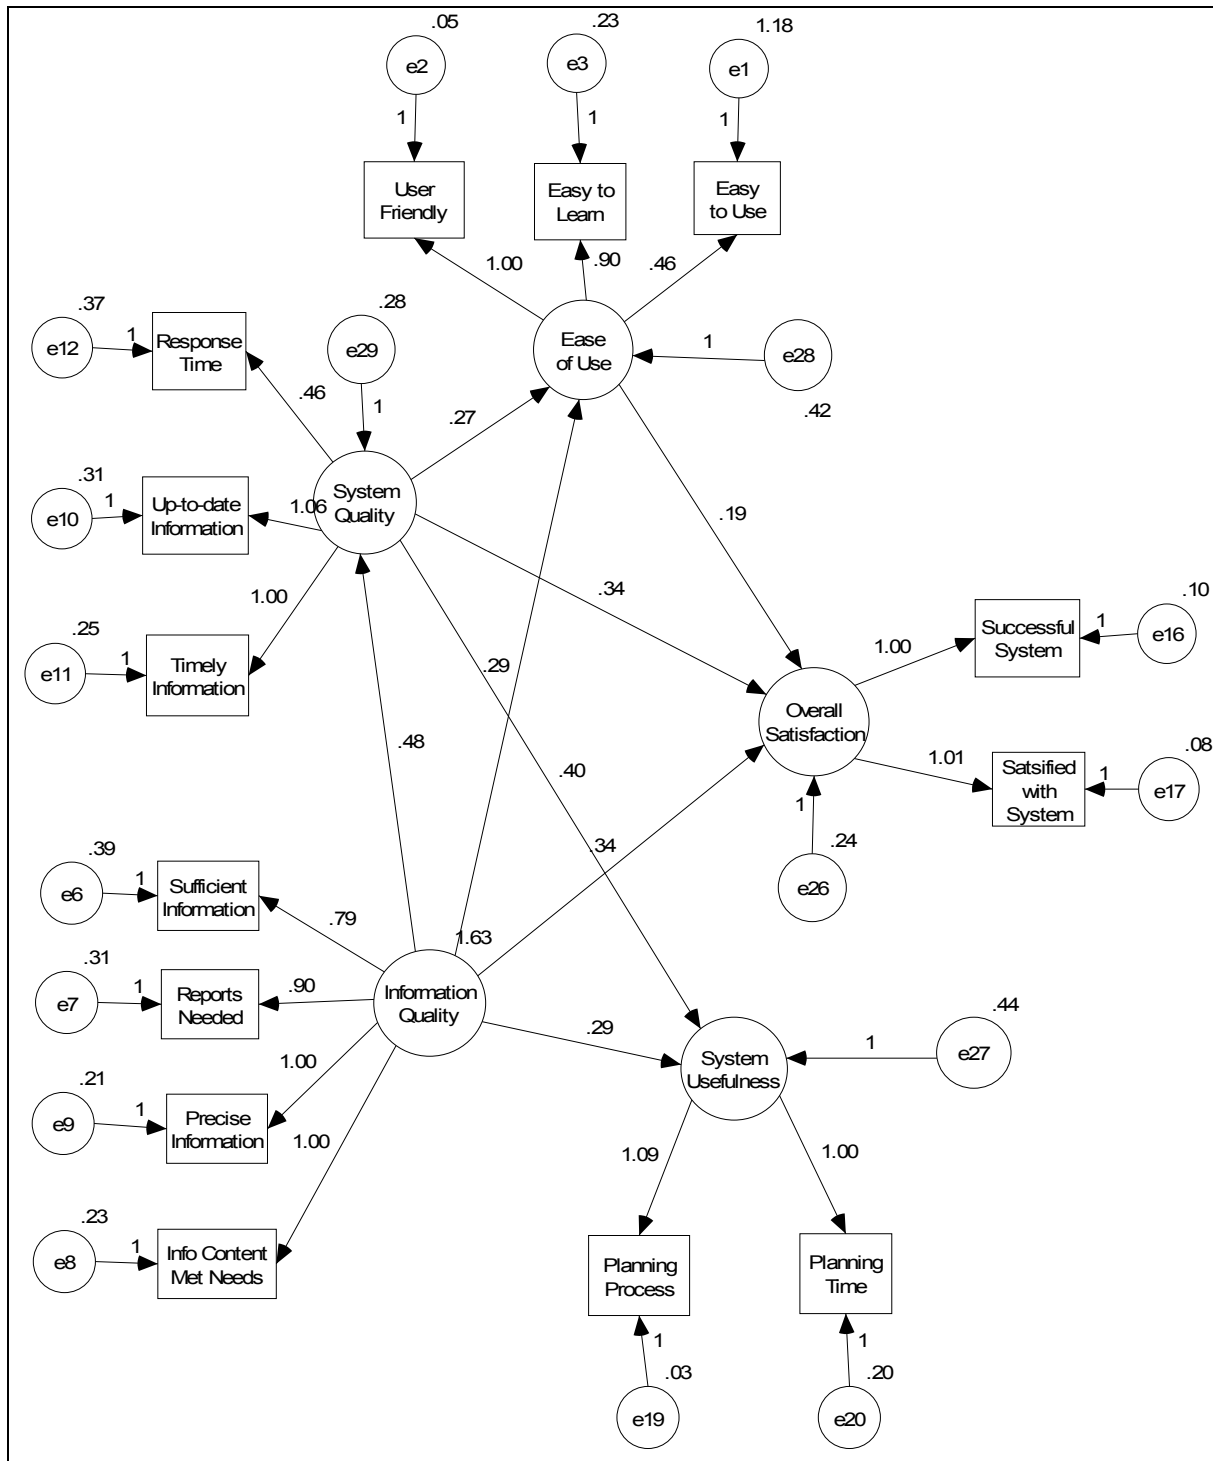 .05
.23
1.18
e2
e3
e1
1
1
1
User
Friendly
Easy to
Learn
Easy
to Use
1.00
.90
.46
.37
e12
1
Response
Time
.28
e29
1
Ease
of Use
1
e28
.42
.46
.27
.31
e10
1
Up-to-date
Information
1.06
System
Quality
.19
1.00
.34
.25
e11
1
Timely
Information
.29
.48
.40
Overall
Satisfaction
1.00
Successful
System
1
.10
e16
1.01
Satsified
with
System
1
.08
e17
1
.24
e26
.34
.39
e6
1
Sufficient
Information
.79
1.63
.31
e7
1
Reports
Needed
.90
Information
Quality
.29
System
Usefulness
1
.44
e27
.21
e9
1
Precise
Information
1.00
1.00
.23
e8
1
Info Content
Met Needs
1.09
1.00
Planning
Process
Planning
Time
1
1
.03
.20
e19
e20